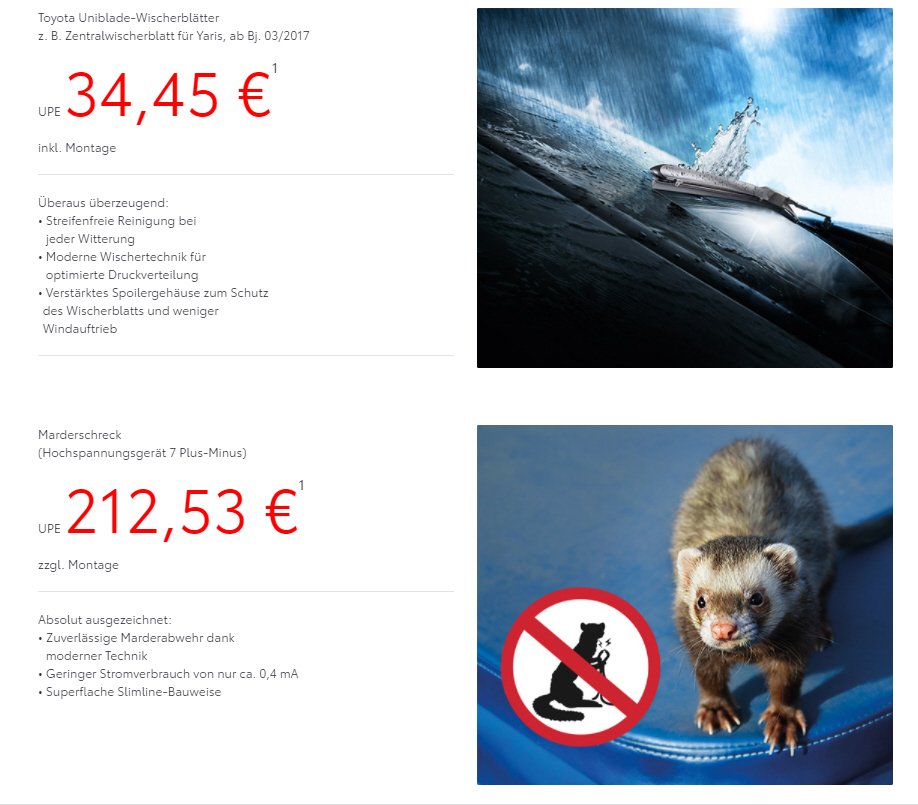 Toyota Uniblade-Wischerblätter
z. B. Zentralwischerblatt für Yaris, ab Bj. 03/2017
UPE 34,45 €1
inkl. Montage
Überaus überzeugend:
• Streifenfreie Reinigung bei
jeder Witterung
• Moderne Wischertechnik für
optimierte Druckverteilung
• Verstärktes Spoilergehäuse zum Schutz
des Wischerblatts und weniger
Windauftrieb
Marderschreck
(Hochspannungsgerät 7 Plus-Minus)
UPE 212,53 €1
zzgl. Montage
Absolut ausgezeichnet:
• Zuverlässige Marderabwehr dank
moderner Technik
• Geringer Stromverbrauch von nur ca. 0,4 mA
• Superflache Slimline-Bauweise